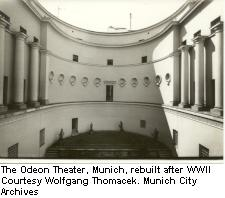 The Odeon Theater, Munich, rebuilt after WWII
Courtesy Wolfgang Thomacek. Munich City
Archives